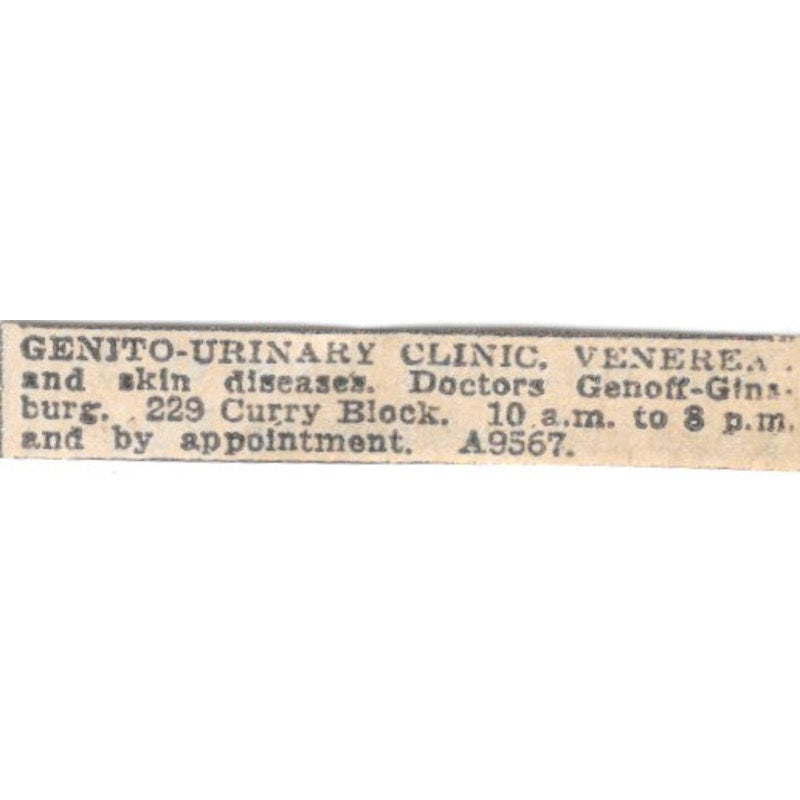 GENITO-URINARY CLINIC. VENEREA
and skin diseases. Doctors Genoff-Gins-
burg. 229 Curry Block. 10 a.m. to 8 p.m.
and by appointment. A9567.